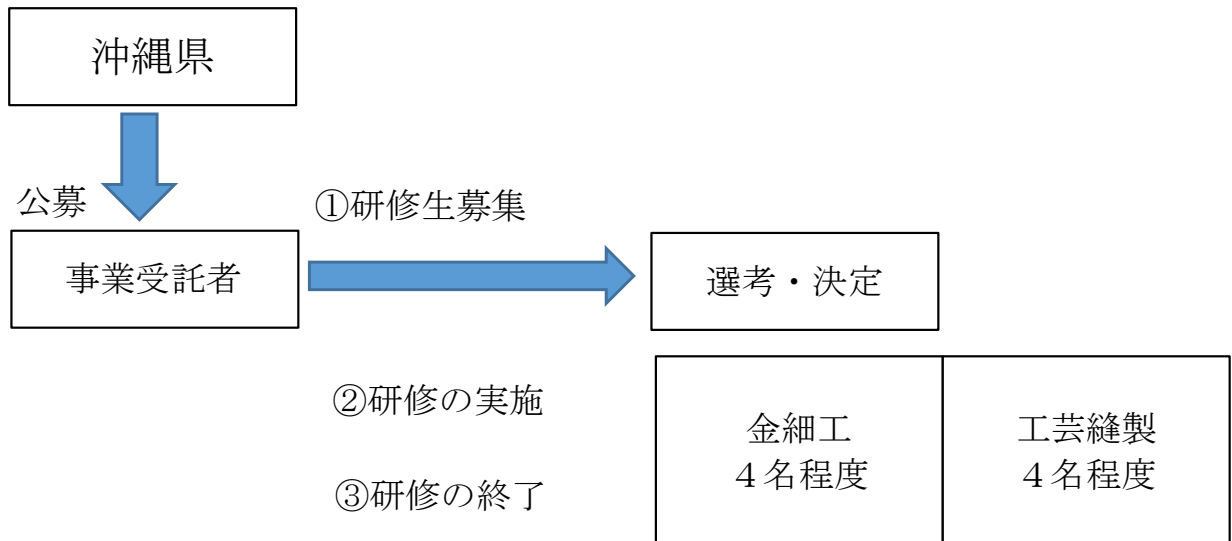 沖縄県
公募
①研修生募集
事業受託者
選考・決定
②研修の実施
③研修の終了
金細工
４名程度
工芸縫製
４名程度